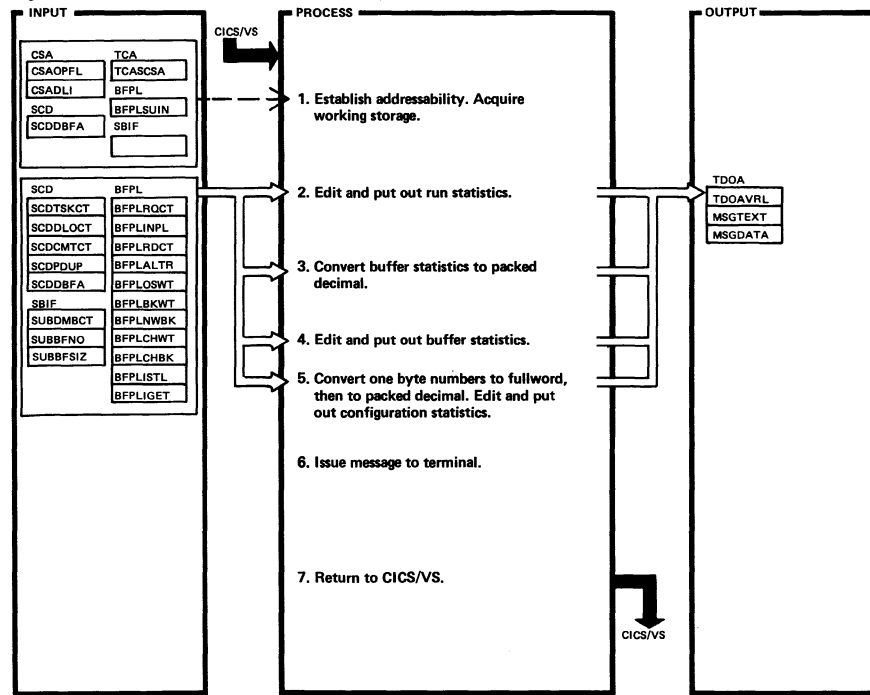 INPUT
PROCESS
OUTPUT
CICS/VS
CSA
TCA
CSAOPFL
TCASCSA
CSADLI
BFPL
SCD
BFPLSUIN
SCDDBFA
SBIF
1. Establish addressability. Acquire
working storage.
SCD
BFPL
SCDTSKCT
BFPLRQCT
SCDDLOCT
BFPLINPL
SCDCMTCT
BFPLRDCT
SCDPDUP
BFPLALTR
SCDDBFA
BFPLOSWT
SBIF
BFPLBKWT
SUBDMBCT
BFPLNWBK
SUBBFNO
BFPLCHWT
SUBBFSIZ
BFPLCHBK
BFPLISTL
BFPLIGET
2. Edit and put out run statistics.
3. Convert buffer statistics to packed
decimal.
4. Edit and put out buffer statistics.
5. Convert one byte numbers to fullword,
then to packed decimal. Edit and put
out configuration statistics.
6. Issue message to terminal.
7. Return to CICS/VS.
TDOA
TDOAVRL
MSGTEXT
MSGDATA
CICS/VS